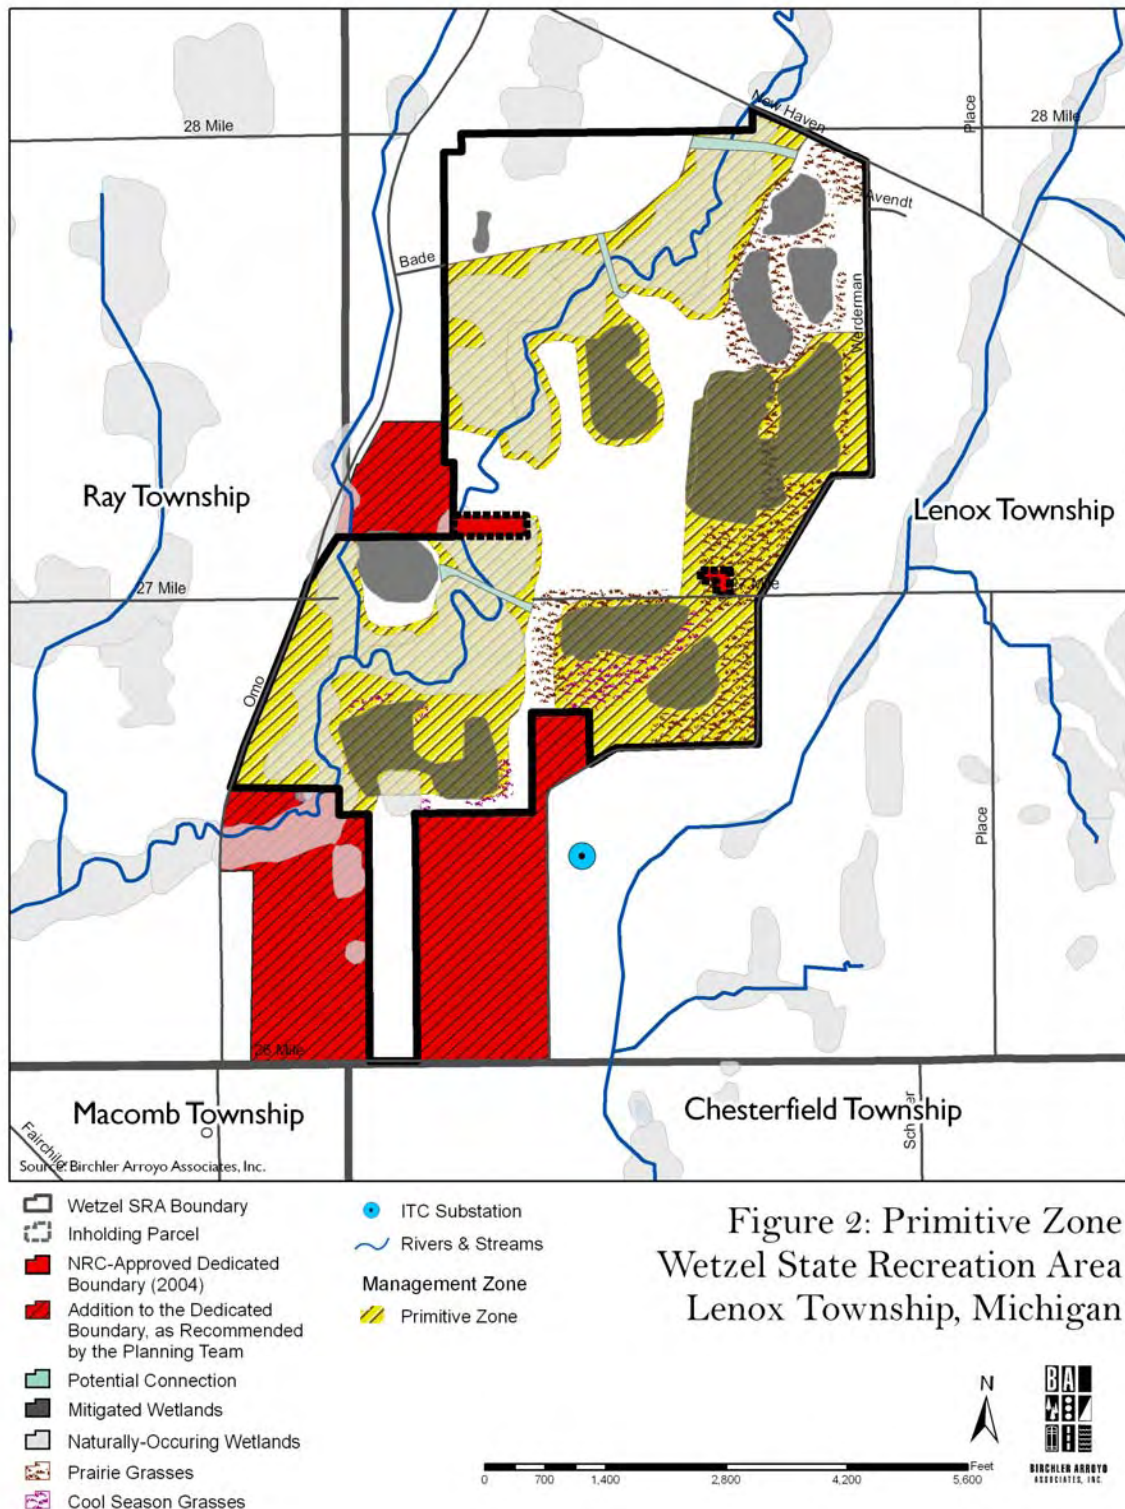 New Haven
28 Mile
Place
28 Mile
Avendt
Bade
Werderman
Ray Township
Lenox Township
27 Mile
Mile
Omo
Place
26 Mile
Macomb Township
Chesterfield Township
Fairchild
Source: Birchler Arroyo Associates, Inc.
Wetzel SRA Boundary
Inholding Parcel
NRC-Approved Dedicated
Boundary (2004)
Addition to the Dedicated
Boundary, as Recommended
by the Planning Team
Potential Connection
Mitigated Wetlands
Naturally-Occuring Wetlands
Prairie Grasses
Cool Season Grasses
ITC Substation
Rivers & Streams
Management Zone
Primitive Zone
Figure 2: Primitive Zone
Wetzel State Recreation Area
Lenox Township, Michigan
N
BA
BIRCHLER ARROYO
ASSOCIATES, INC.
Feet
0 700 1,400 2,800 4,200 5,600